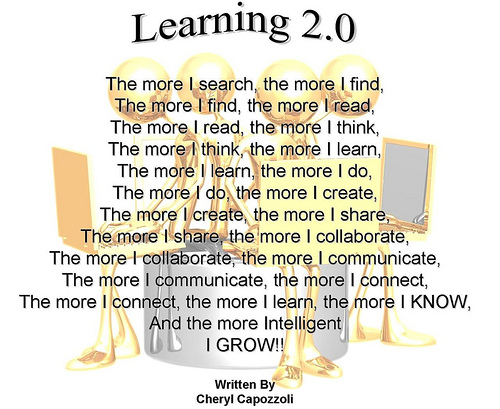 Learning 2.0
The more I search, the more I find,
The more I find, the more I read,
The more I read, the more I think,
The more I think, the more I learn,
The more I learn, the more I do,
The more I do, the more I create,
The more I create, the more I share,
The more I share, the more I collaborate,
The more I collaborate, the more I communicate,
The more I communicate, the more I connect,
The more I connect, the more I learn, the more I KNOW,
And the more Intelligent
I GROW!!
Written By
Cheryl Capozzoli